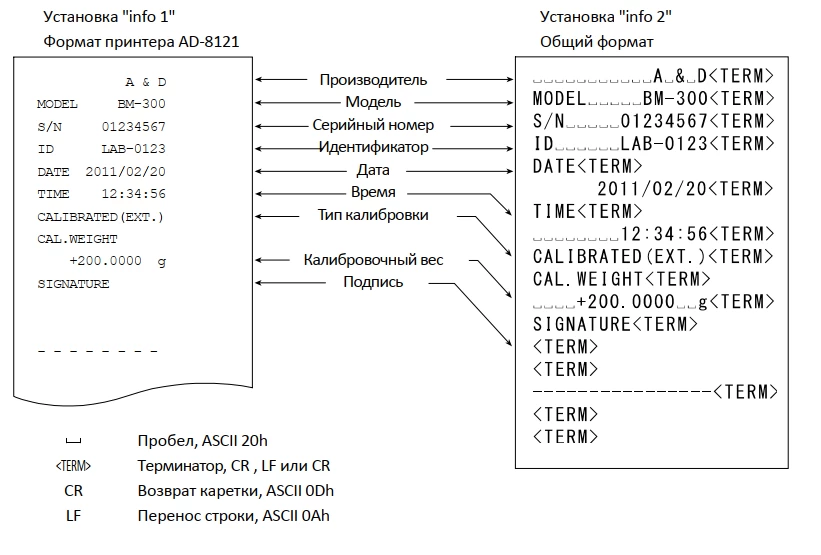 Установка "info 1"
Формат принтера AD-8121
A & D
MODEL BM-300
S/N 01234567
ID LAB-0123
DATE 2011/02/20
TIME 12:34:56
CALIBRATED(EXT.)
CAL.WEIGHT
+200.0000 g
SIGNATURE
- - - - - - - -
Производитель
Модель
Серийный номер
Идентификатор
Дата
Время
Тип калибровки
Калибровочный вес
Подпись
Установка "info 2"
Общий формат
␣␣␣␣␣␣␣␣␣␣␣A␣&␣D<TERM>
MODEL␣␣␣␣␣BM-300<TERM>
S/N␣␣␣␣␣01234567<TERM>
ID␣␣␣␣␣␣LAB-0123<TERM>
DATE<TERM>
2011/02/20<TERM>
TIME<TERM>
␣␣␣␣␣␣␣␣12:34:56<TERM>
CALIBRATED(EXT.)<TERM>
CAL.WEIGHT<TERM>
␣␣␣␣+200.0000␣␣g<TERM>
SIGNATURE<TERM>
<TERM>
<TERM>
----------------<TERM>
<TERM>
<TERM>
␣ Пробел, ASCII 20h
<TERM> Терминатор, CR , LF или CR
CR Возврат каретки, ASCII 0Dh
LF Перенос строки, ASCII 0Ah